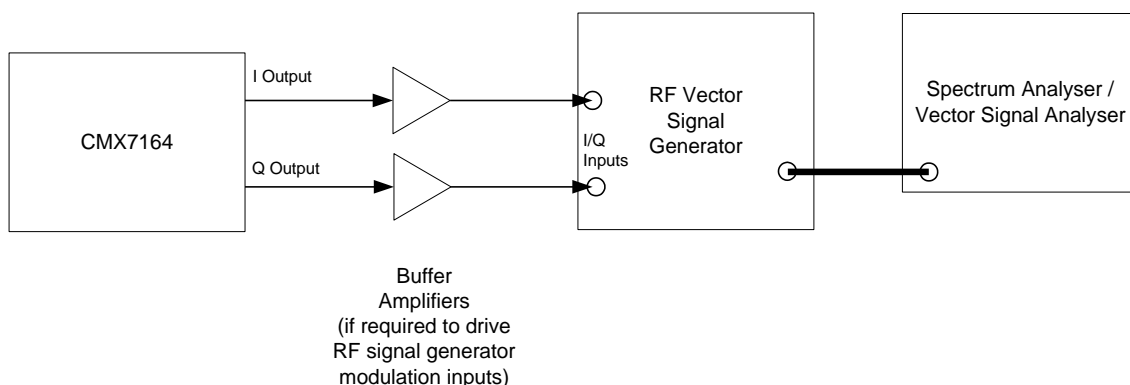 I Output
CMX7164
Q Output
I/Q
Inputs
RF Vector
Signal
Generator
Spectrum Analyser /
Vector Signal Analyser
Buffer
Amplifiers
(if required to drive
RF signal generator
modulation inputs)